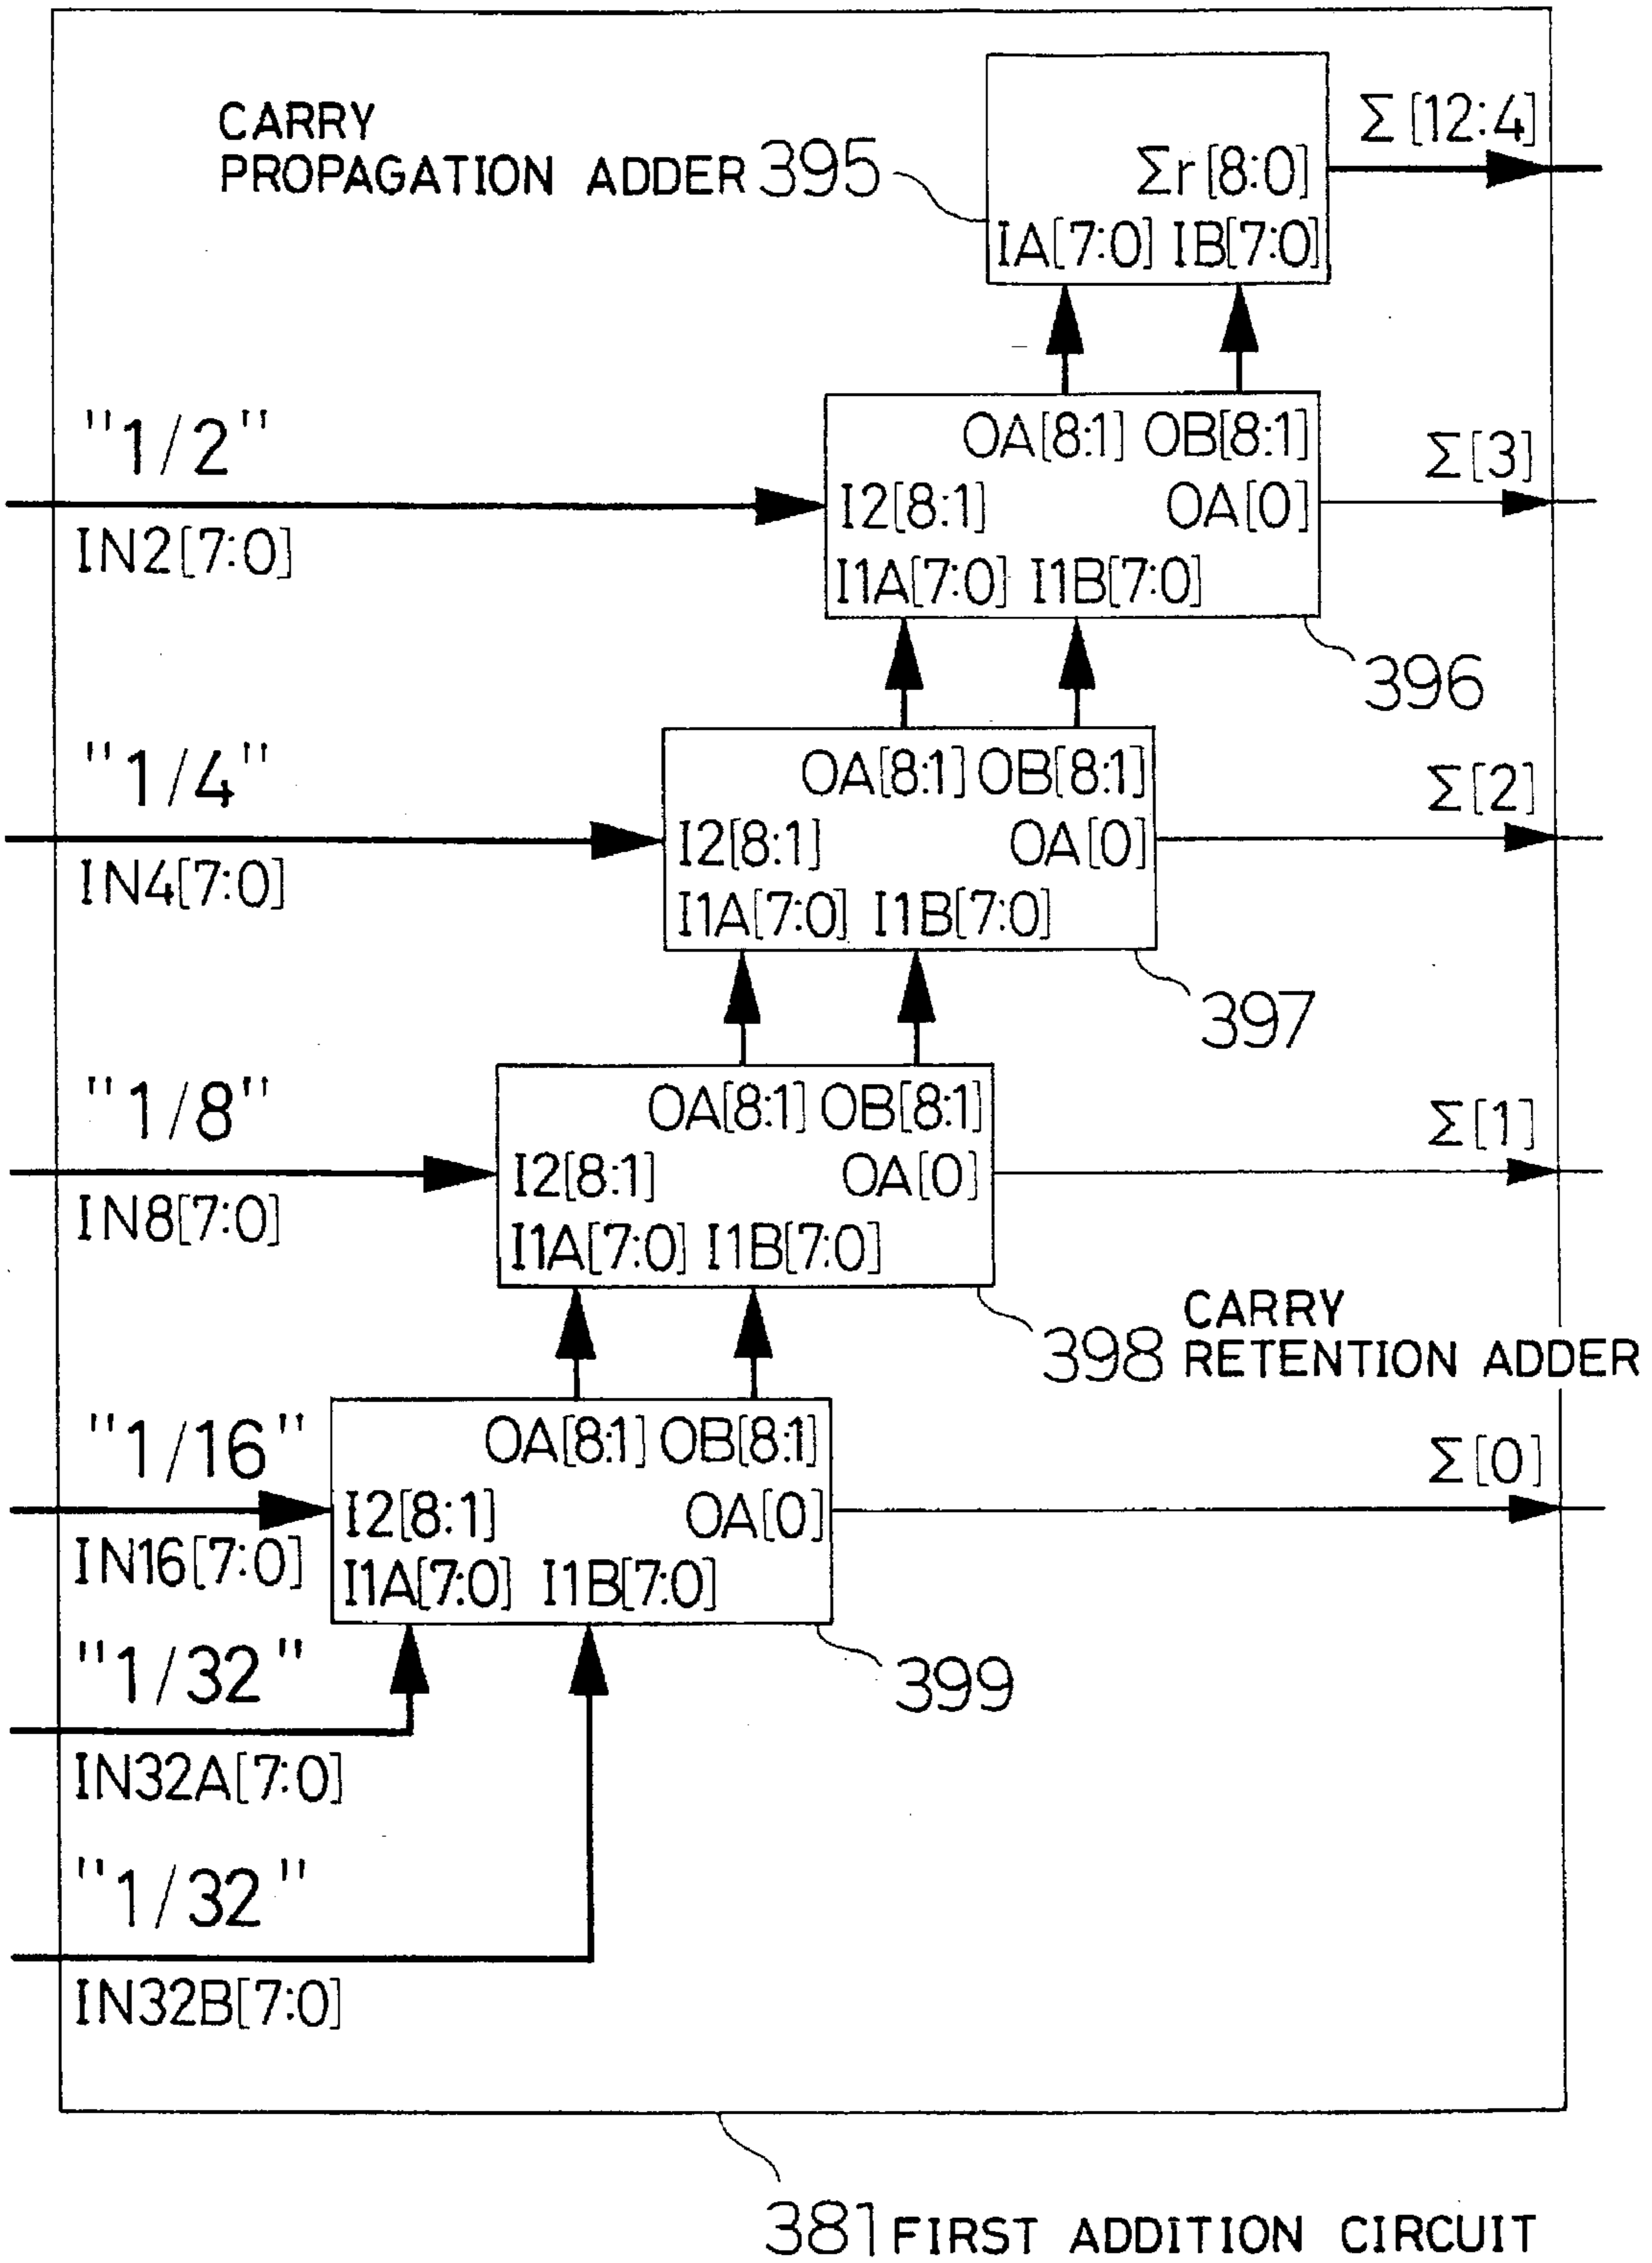 CARRY
PROPAGATION ADDER 395
Σr[8:0]
IA[7:0] IB[7:0]
Σ[12:4]
"1/2"
IN2[7:0]
OA[8:1] OB[8:1]
I2[8:1] OA[0]
I1A[7:0] I1B[7:0]
Σ[3]
396
"1/4"
IN4[7:0]
OA[8:1] OB[8:1]
I2[8:1] OA[0]
I1A[7:0] I1B[7:0]
Σ[2]
397
"1/8"
IN8[7:0]
OA[8:1] OB[8:1]
I2[8:1] OA[0]
I1A[7:0] I1B[7:0]
Σ[1]
398 CARRY
RETENTION ADDER
"1/16"
IN16[7:0]
OA[8:1] OB[8:1]
I2[8:1] OA[0]
I1A[7:0] I1B[7:0]
Σ[0]
399
"1/32"
IN32A[7:0]
"1/32"
IN32B[7:0]
381 FIRST ADDITION CIRCUIT